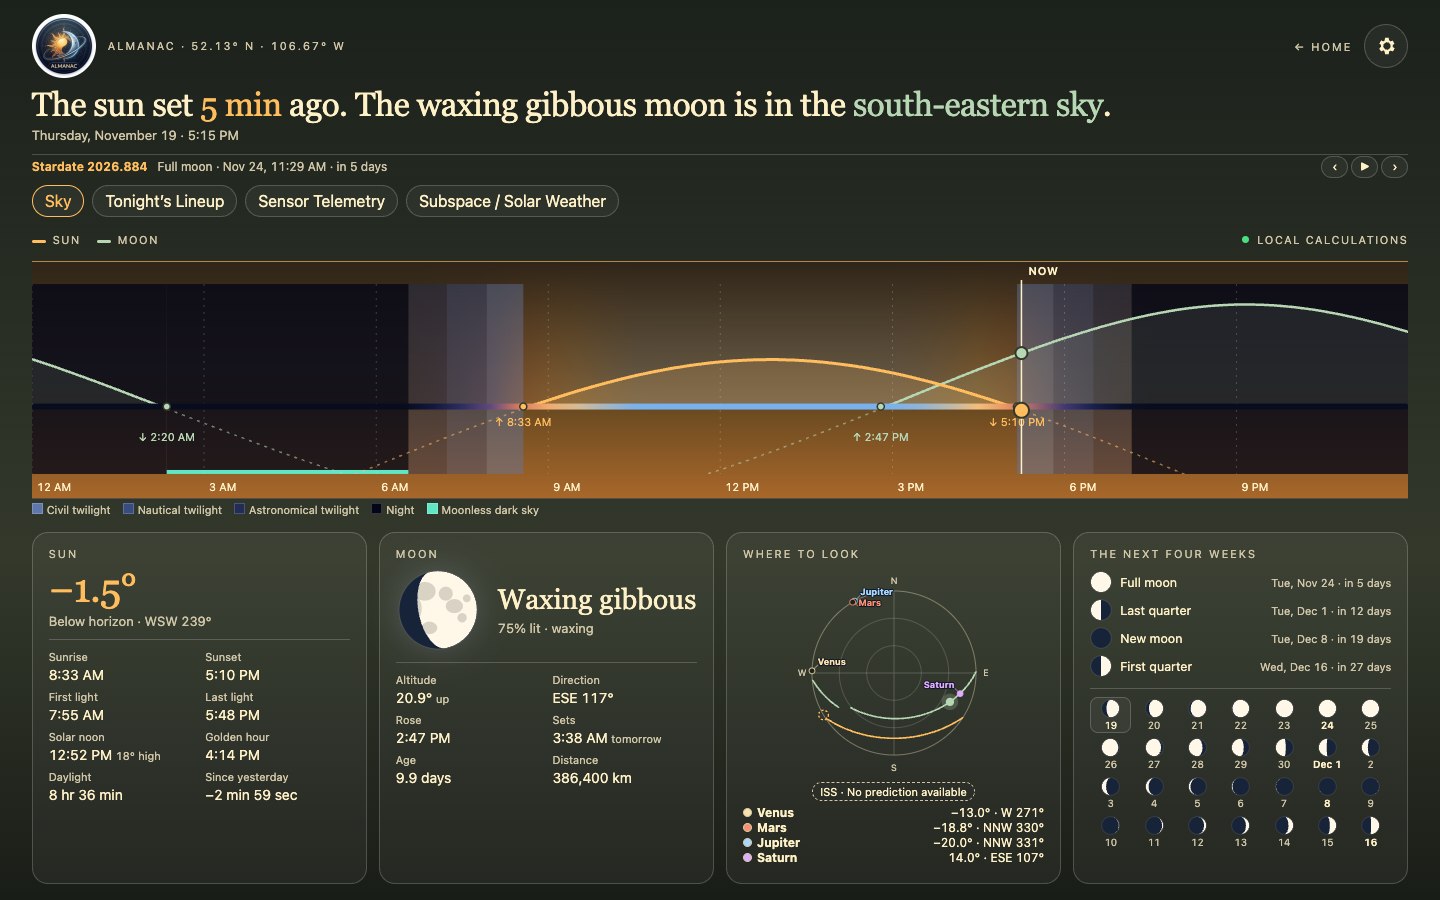 ALMANAC
ALMANAC · 52.13° N · 106.67° W
← HOME
The sun set 5 min ago. The waxing gibbous moon is in the south-eastern sky.
Thursday, November 19 · 5:15 PM
Stardate 2026.884 Full moon · Nov 24, 11:29 AM · in 5 days
Sky
Tonight's Lineup
Sensor Telemetry
Subspace / Solar Weather
SUN MOON
LOCAL CALCULATIONS
NOW
↑ 8:33 AM
↓ 5:10 PM
↓ 2:20 AM
↑ 2:47 PM
12 AM 3 AM 6 AM 9 AM 12 PM 3 PM 6 PM 9 PM
Civil twilight Nautical twilight Astronomical twilight Night Moonless dark sky
SUN
−1.5°
Below horizon · WSW 239°
Sunrise Sunset
8:33 AM 5:10 PM
First light Last light
7:55 AM 5:48 PM
Solar noon Golden hour
12:52 PM 18° high 4:14 PM
Daylight Since yesterday
8 hr 36 min −2 min 59 sec
MOON
Waxing gibbous
75% lit · waxing
Altitude Direction
20.9° up ESE 117°
Rose Sets
2:47 PM 3:38 AM tomorrow
Age Distance
9.9 days 386,400 km
WHERE TO LOOK
N
Jupiter
Mars
Venus
W E
Saturn
S
ISS · No prediction available
Venus −13.0° · W 271°
Mars −18.8° · NNW 330°
Jupiter −20.0° · NNW 331°
Saturn 14.0° · ESE 107°
THE NEXT FOUR WEEKS
Full moon Tue, Nov 24 · in 5 days
Last quarter Tue, Dec 1 · in 12 days
New moon Tue, Dec 8 · in 19 days
First quarter Wed, Dec 16 · in 27 days
19 20 21 22 23 24 25
26 27 28 29 30 Dec 1 2
3 4 5 6 7 8 9
10 11 12 13 14 15 16